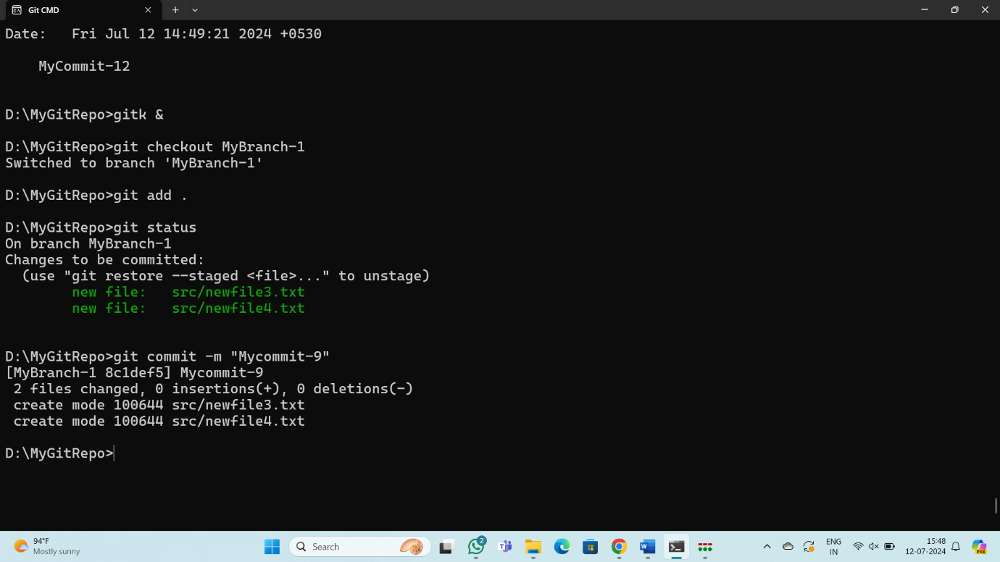 Git CMD
Date:   Fri Jul 12 14:49:21 2024 +0530
    MyCommit-12
D:\MyGitRepo>gitk &
D:\MyGitRepo>git checkout MyBranch-1
Switched to branch 'MyBranch-1'
D:\MyGitRepo>git add .
D:\MyGitRepo>git status
On branch MyBranch-1
Changes to be committed:
  (use "git restore --staged <file>..." to unstage)
        new file:   src/newfile3.txt
        new file:   src/newfile4.txt
D:\MyGitRepo>git commit -m "Mycommit-9"
[MyBranch-1 8c1def5] Mycommit-9
 2 files changed, 0 insertions(+), 0 deletions(-)
 create mode 100644 src/newfile3.txt
 create mode 100644 src/newfile4.txt
D:\MyGitRepo>
94°F
Mostly sunny
Search
2
ENG
IN
15:48
12-07-2024
PRE